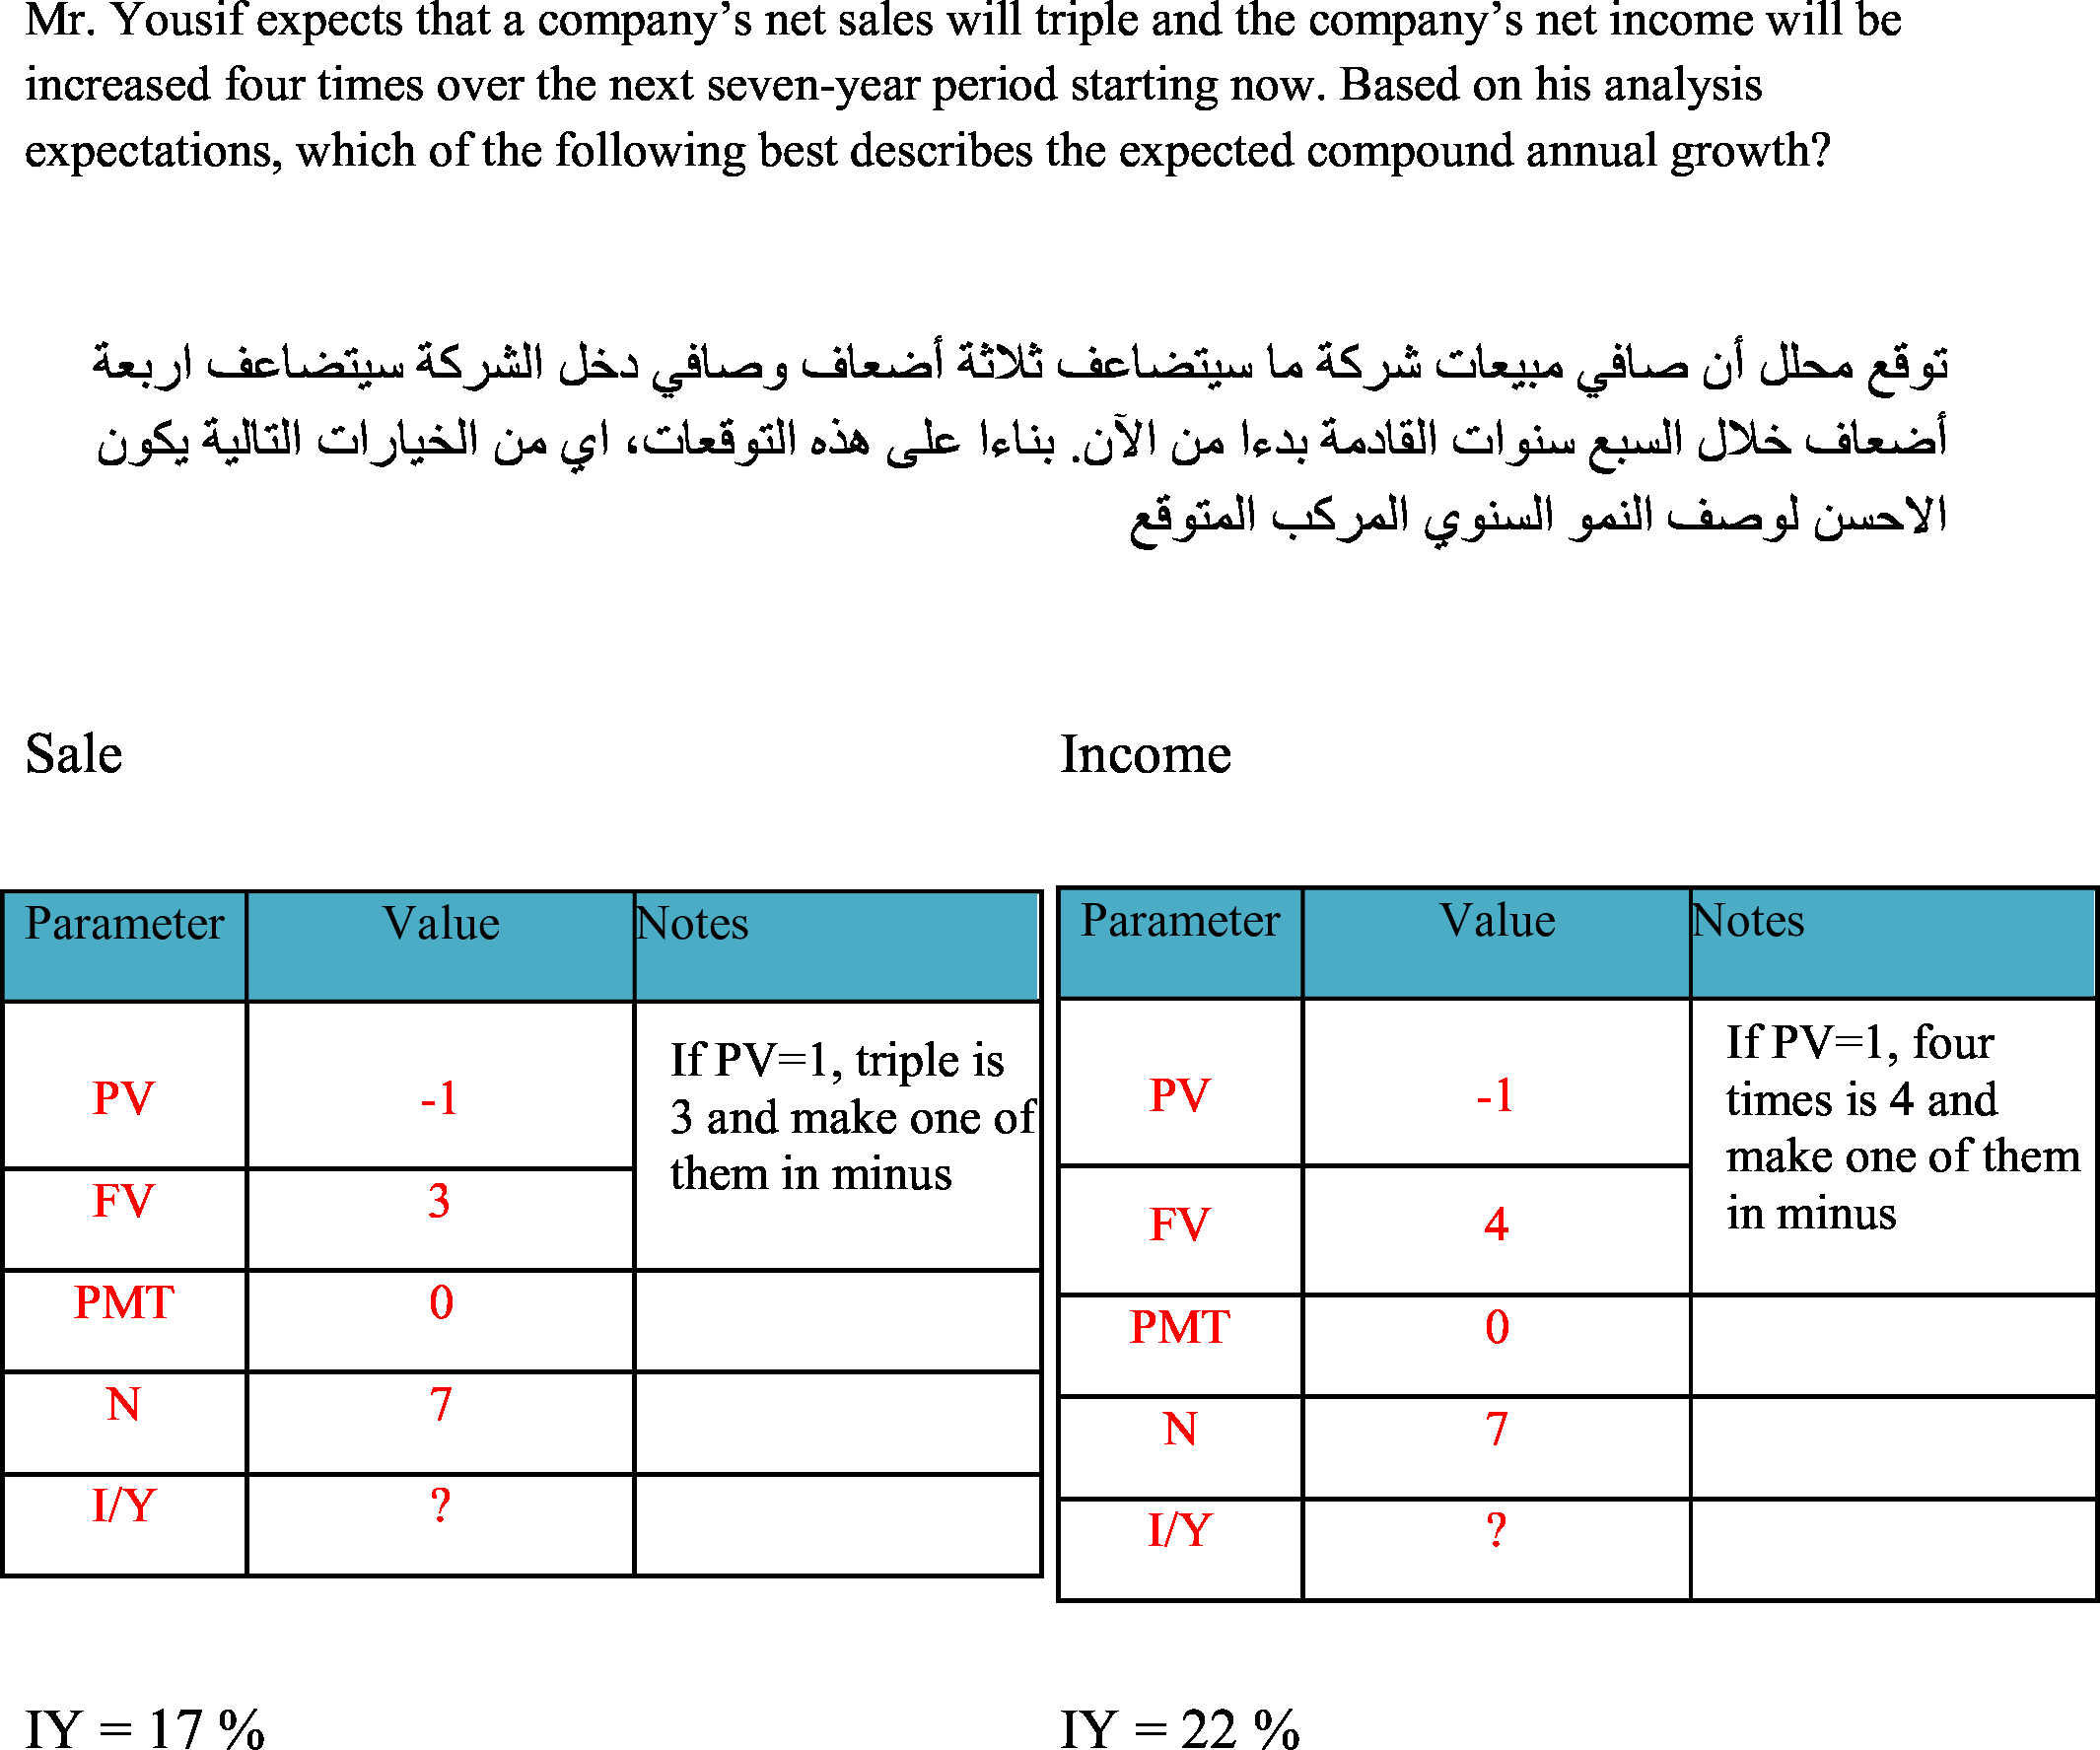 Mr. Yousif expects that a company’s net sales will triple and the company’s net income will be
increased four times over the next seven-year period starting now. Based on his analysis
expectations, which of the following best describes the expected compound annual growth?
توقع محلل أن صافي مبيعات شركة ما سيتضاعف ثلاثة أضعاف وصافي دخل الشركة سيتضاعف اربعة
أضعاف خلال السبع سنوات القادمة بدءا من الآن. بناءا على هذه التوقعات، اي من الخيارات التالية يكون
الاحسن لوصف النمو السنوي المركب المتوقع
Sale
Parameter Value Notes
PV -1
If PV=1, triple is
3 and make one of
them in minus
FV 3
PMT 0
N 7
I/Y ?
IY = 17 %
Income
Parameter Value Notes
PV -1
If PV=1, four
times is 4 and
make one of them
in minus
FV 4
PMT 0
N 7
I/Y ?
IY = 22 %